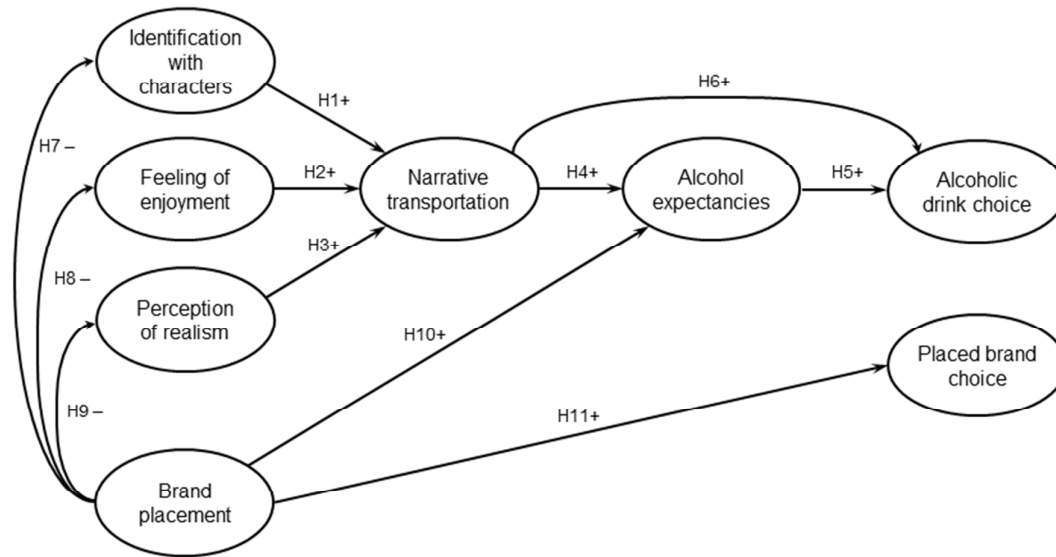 Identification
with
characters
H1+
H6+
H7 –
Feeling of
enjoyment
H2+
Narrative
transportation
H4+
Alcohol
expectancies
H5+
Alcoholic
drink choice
H3+
H8 –
Perception
of realism
H10+
Placed brand
choice
H9 –
H11+
Brand
placement